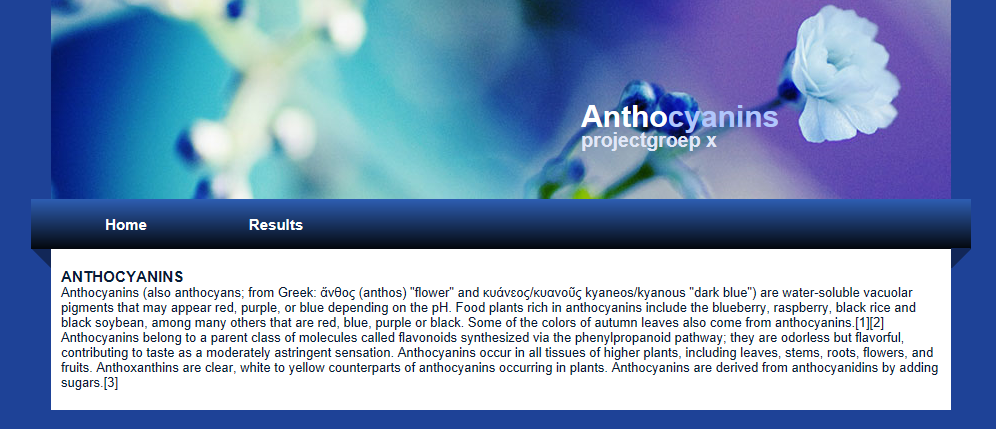 Anthocyanins
projectgroep x
Home Results
ANTHOCYANINS
Anthocyanins (also anthocyans; from Greek: ἄνθος (anthos) "flower" and κυάνεος/κυανοῦς kyaneos/kyanous "dark blue") are water-soluble vacuolar
pigments that may appear red, purple, or blue depending on the pH. Food plants rich in anthocyanins include the blueberry, raspberry, black rice and
black soybean, among many others that are red, blue, purple or black. Some of the colors of autumn leaves also come from anthocyanins.[1][2]
Anthocyanins belong to a parent class of molecules called flavonoids synthesized via the phenylpropanoid pathway; they are odorless but flavorful,
contributing to taste as a moderately astringent sensation. Anthocyanins occur in all tissues of higher plants, including leaves, stems, roots, flowers, and
fruits. Anthoxanthins are clear, white to yellow counterparts of anthocyanins occurring in plants. Anthocyanins are derived from anthocyanidins by adding
sugars.[3]